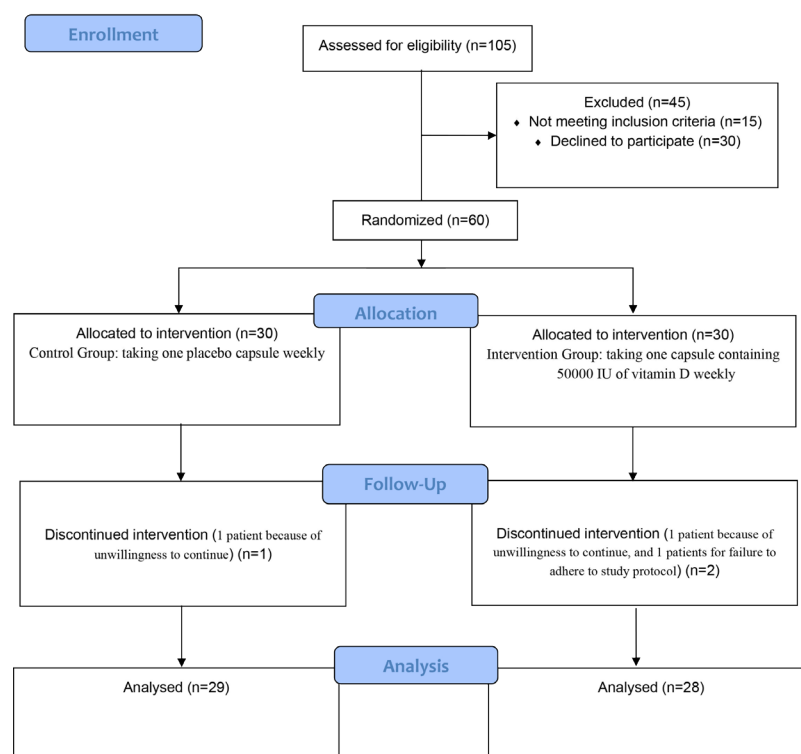 Enrollment
Assessed for eligibility (n=105)
Excluded (n=45)
♦ Not meeting inclusion criteria (n=15)
♦ Declined to participate (n=30)
Randomized (n=60)
Allocation
Allocated to intervention (n=30)
Control Group: taking one placebo capsule weekly
Allocated to intervention (n=30)
Intervention Group: taking one capsule containing
50000 IU of vitamin D weekly
Follow-Up
Discontinued intervention (1 patient because of
unwillingness to continue) (n=1)
Discontinued intervention (1 patient because of
unwillingness to continue, and 1 patients for failure to
adhere to study protocol) (n=2)
Analysis
Analysed (n=29)
Analysed (n=28)